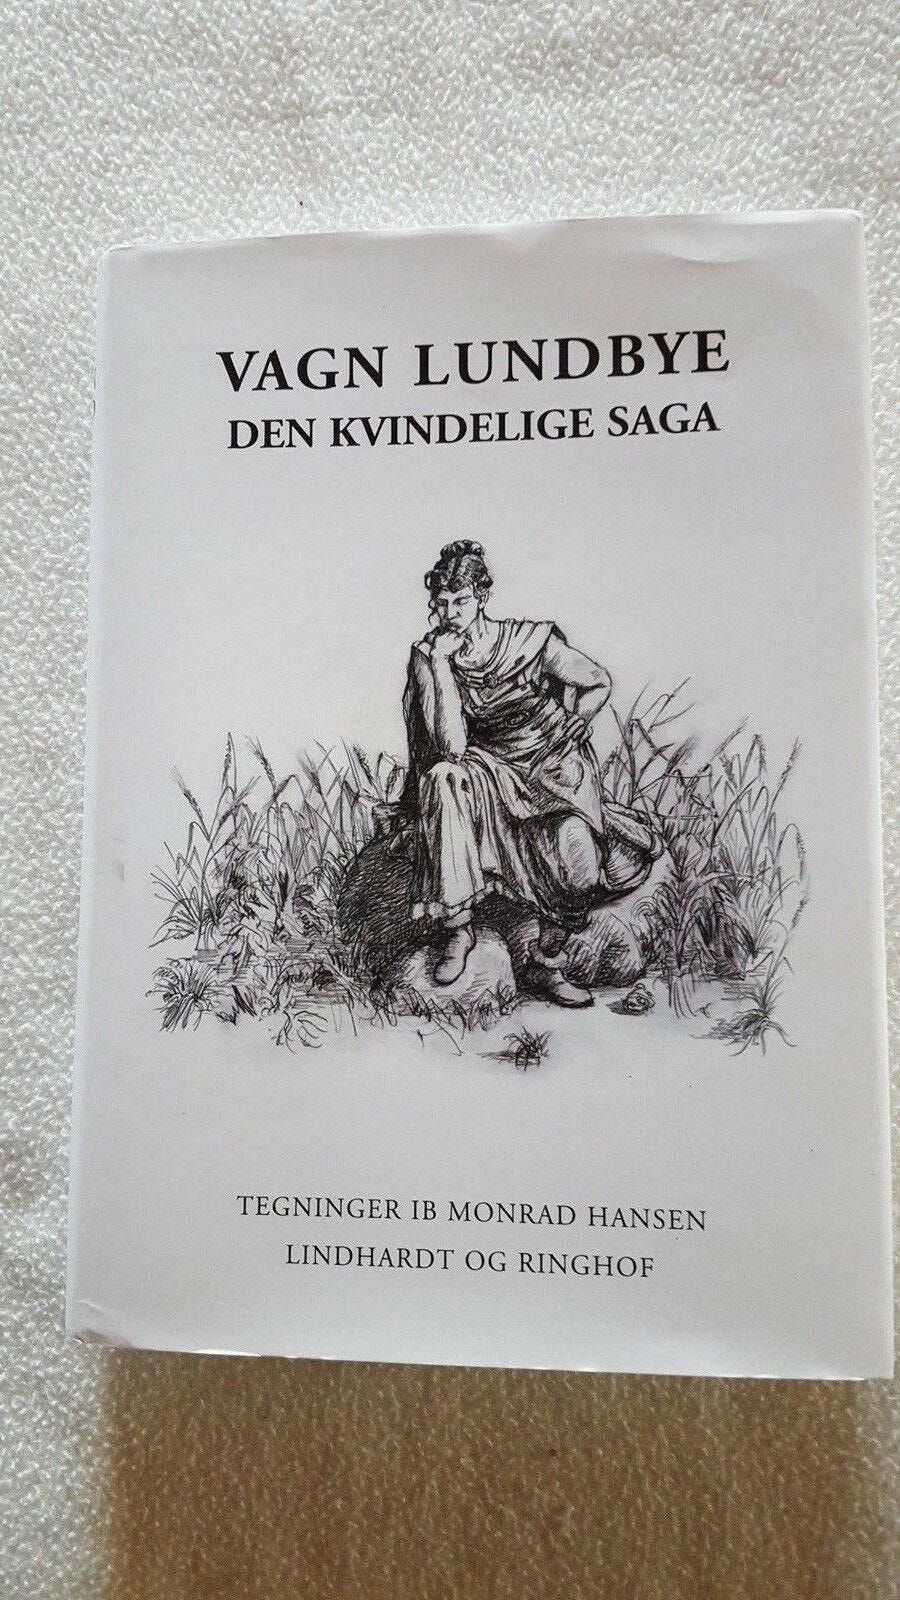 VAGN LUNDBYE
DEN KVINDELIGE SAGA
TEGNINGER IB MONRAD HANSEN
LINDHARDT OG RINGHOF